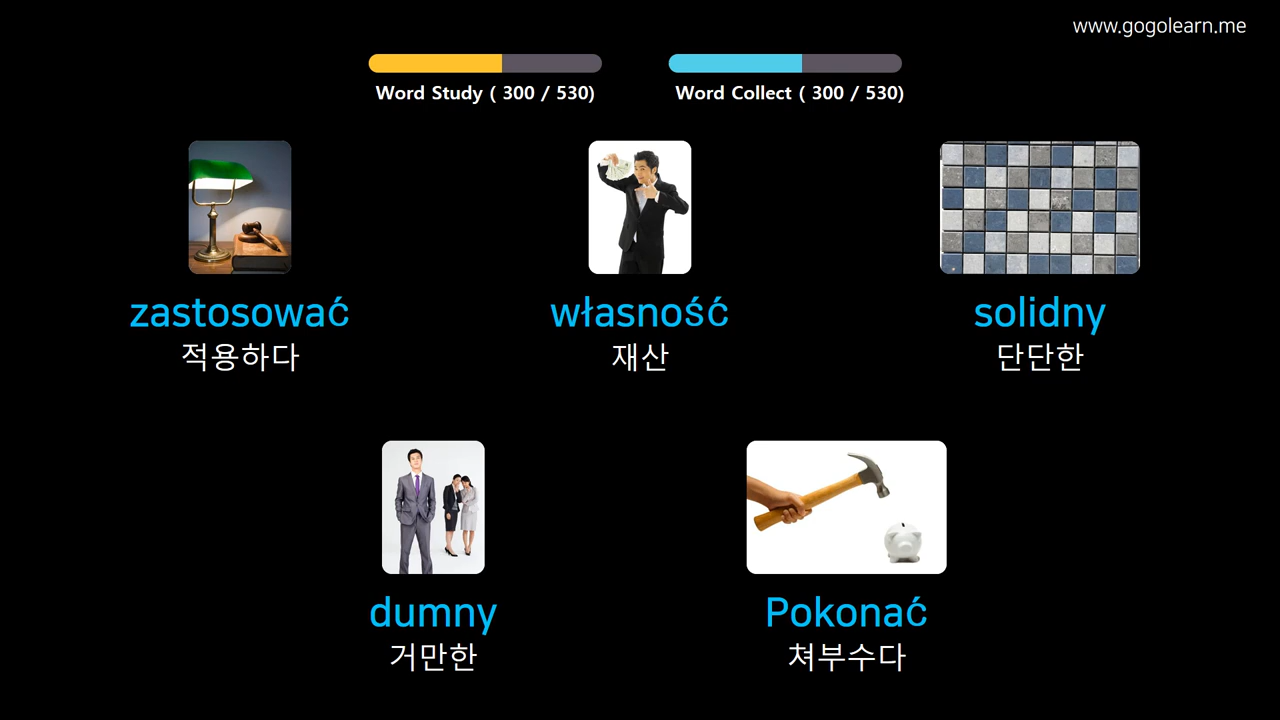 www.gogolearn.me
Word Study ( 300 / 530)
Word Collect ( 300 / 530)
zastosować
적용하다
własność
재산
solidny
단단한
dumny
거만한
Pokonać
쳐부수다